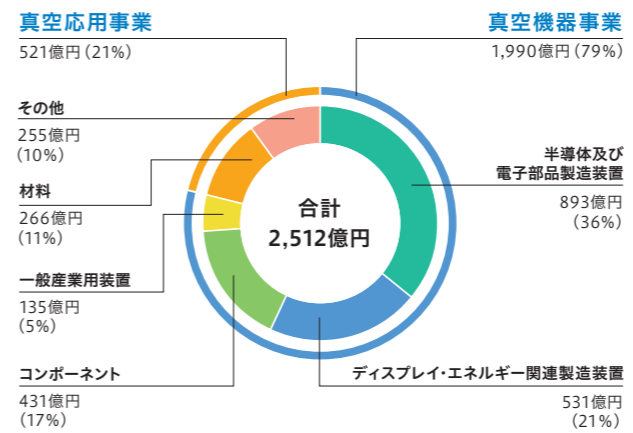 真空応用事業
521億円（21%）
真空機器事業
1,990億円（79%）
その他
255億円
（10%）
材料
266億円
（11%）
一般産業用装置
135億円
（5%）
コンポーネント
431億円
（17%）
合計
2,512億円
半導体及び
電子部品製造装置
893億円
（36%）
ディスプレイ・エネルギー関連製造装置
531億円
（21%）